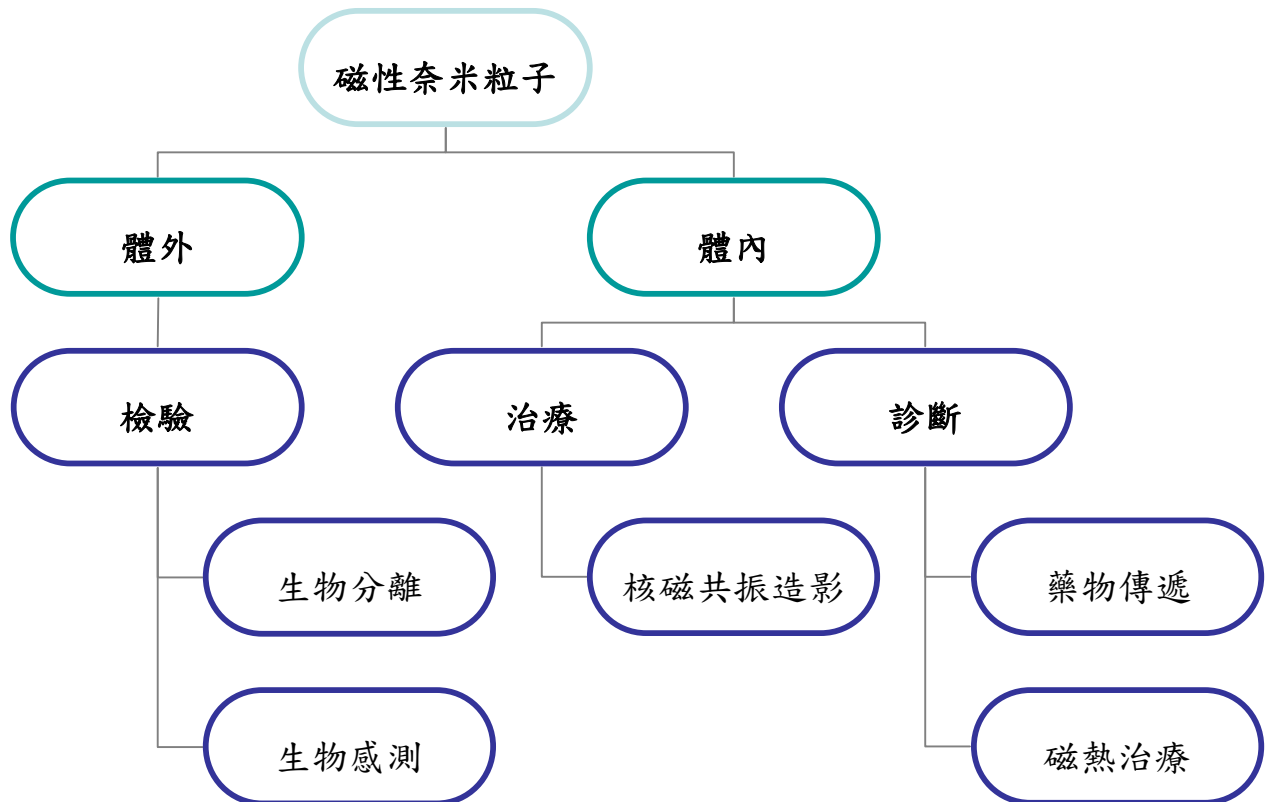 磁性奈米粒子
體外
體內
檢驗
治療
診斷
生物分離
核磁共振造影
藥物傳遞
生物感測
磁熱治療